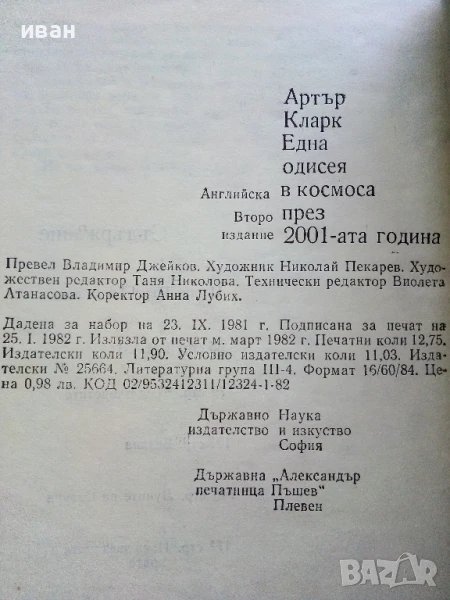 иван
Артър
Кларк
Една
одисея
Английска в космоса
Второ през
издание 2001-ата година
Превел Владимир Джейков. Художник Николай Пекарев. Худо-
жествен редактор Таня Николова. Технически редактор Виолета
Атанасова. Коректор Анна Лубих.
Дадена за набор на 23. IX. 1981 г. Подписана за печат на
25. I. 1982 г. Излязла от печат м. март 1982 г. Печатни коли 12,75.
Издателски коли 11,90. Условно издателски коли 11,03. Изда-
телски № 25664. Литературна група III-4. Формат 16/60/84. Це-
на 0,98 лв. КОД 02/9532412311/12324-1-82
Държавно Наука
издателство и изкуство
София
Държавна „Александър
печатница Пъшев"
Плевен
BAZAR